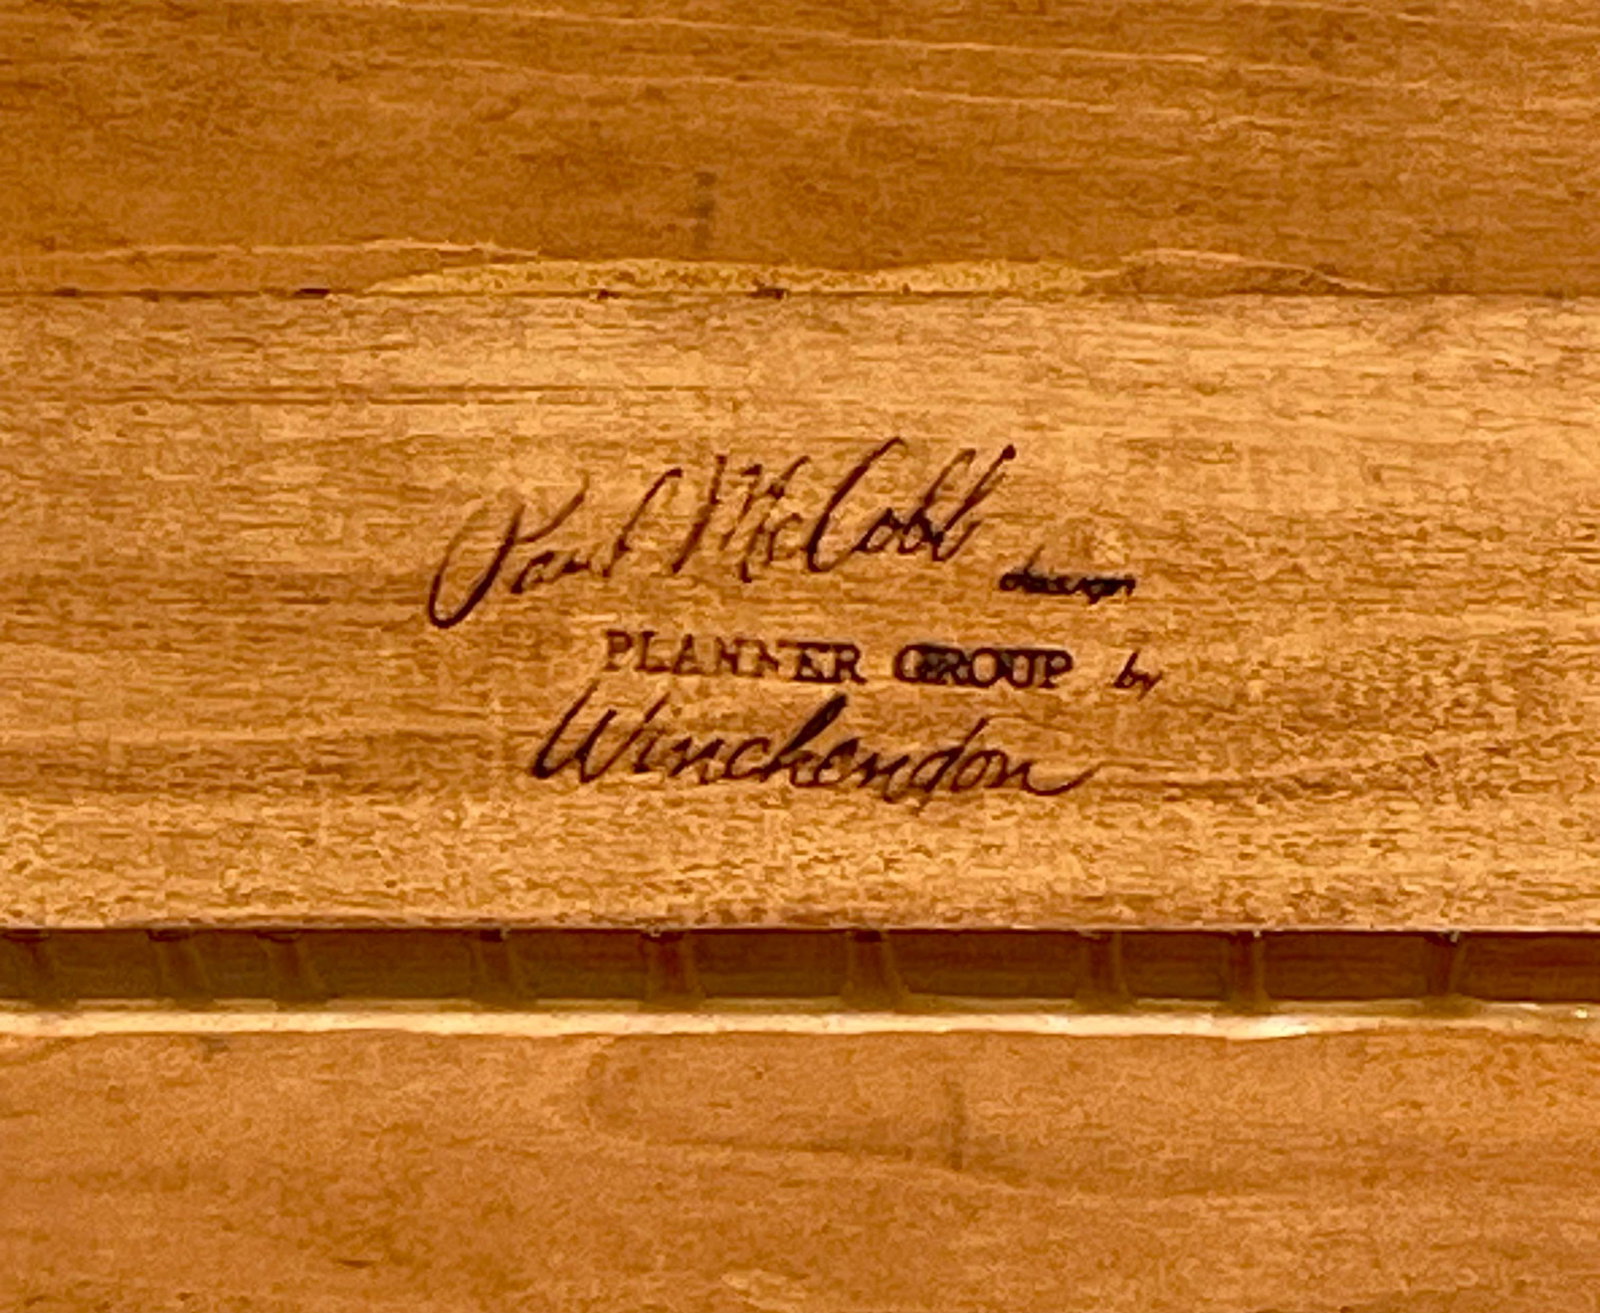 Paul McCobb design
PLANNER GROUP by
Winchendon